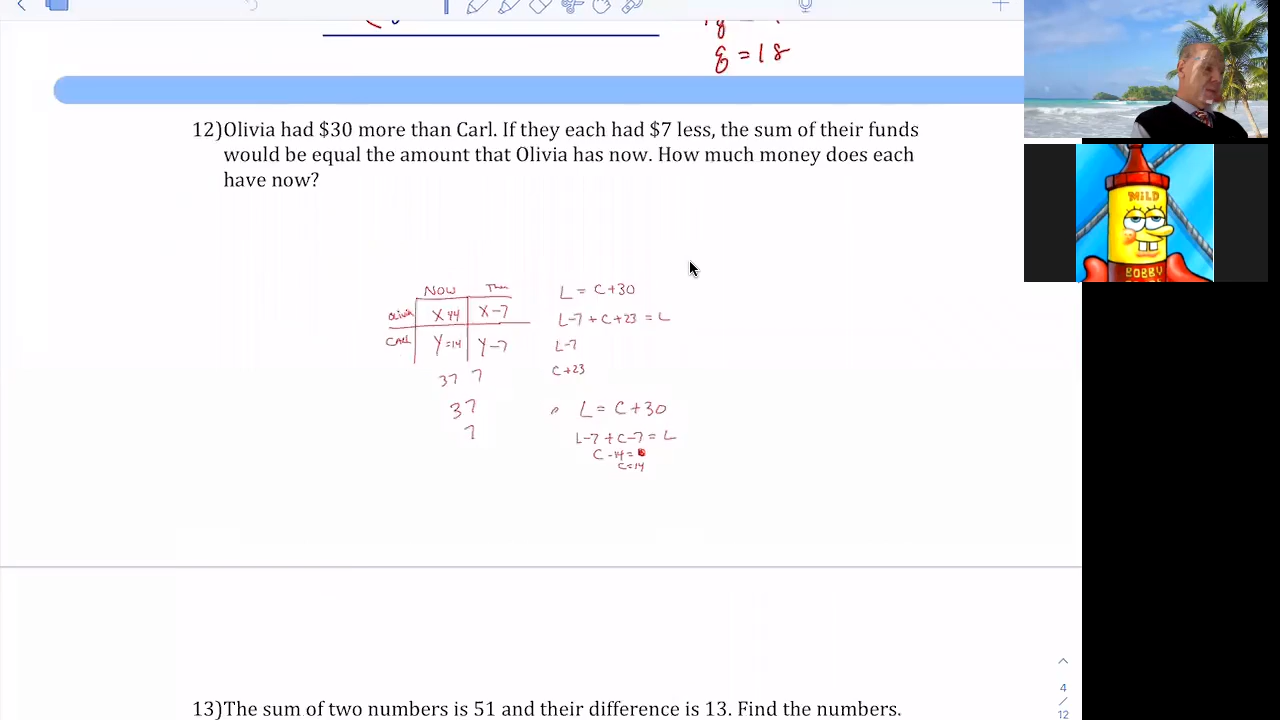 q = 18
12)Olivia had $30 more than Carl. If they each had $7 less, the sum of their funds
would be equal the amount that Olivia has now. How much money does each
have now?
NOW Then
Olivia X 44 X-7
CARL Y=14 Y-7
37 7
37
7
L = C+30
L-7 + C+23 = L
L-7
C+23
L = C+30
L-7+C-7 = L
C-14=
C=14
13)The sum of two numbers is 51 and their difference is 13. Find the numbers.
4
/
12
MILD
BOBBY